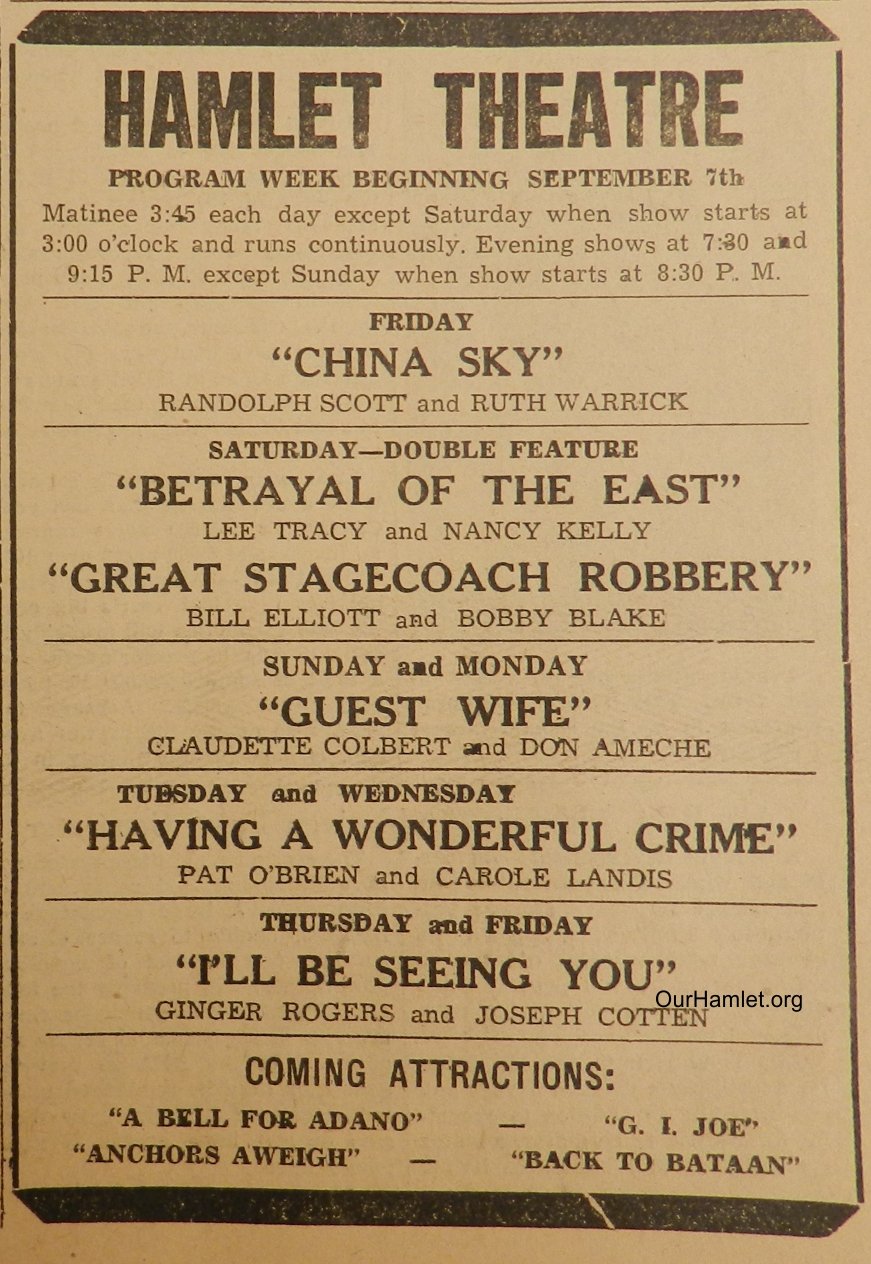 HAMLET THEATRE
PROGRAM WEEK BEGINNING SEPTEMBER 7th
Matinee 3:45 each day except Saturday when show starts at
3:00 o'clock and runs continuously. Evening shows at 7:30 and
9:15 P. M. except Sunday when show starts at 8:30 P. M.
FRIDAY
"CHINA SKY"
RANDOLPH SCOTT and RUTH WARRICK
SATURDAY—DOUBLE FEATURE
"BETRAYAL OF THE EAST"
LEE TRACY and NANCY KELLY
"GREAT STAGECOACH ROBBERY"
BILL ELLIOTT and BOBBY BLAKE
SUNDAY and MONDAY
"GUEST WIFE"
CLAUDETTE COLBERT and DON AMECHE
TUESDAY and WEDNESDAY
"HAVING A WONDERFUL CRIME"
PAT O'BRIEN and CAROLE LANDIS
THURSDAY and FRIDAY
"I'LL BE SEEING YOU"
OurHamlet.org
GINGER ROGERS and JOSEPH COTTEN
COMING ATTRACTIONS:
"A BELL FOR ADANO" — "G. I. JOE"
"ANCHORS AWEIGH" — "BACK TO BATAAN"